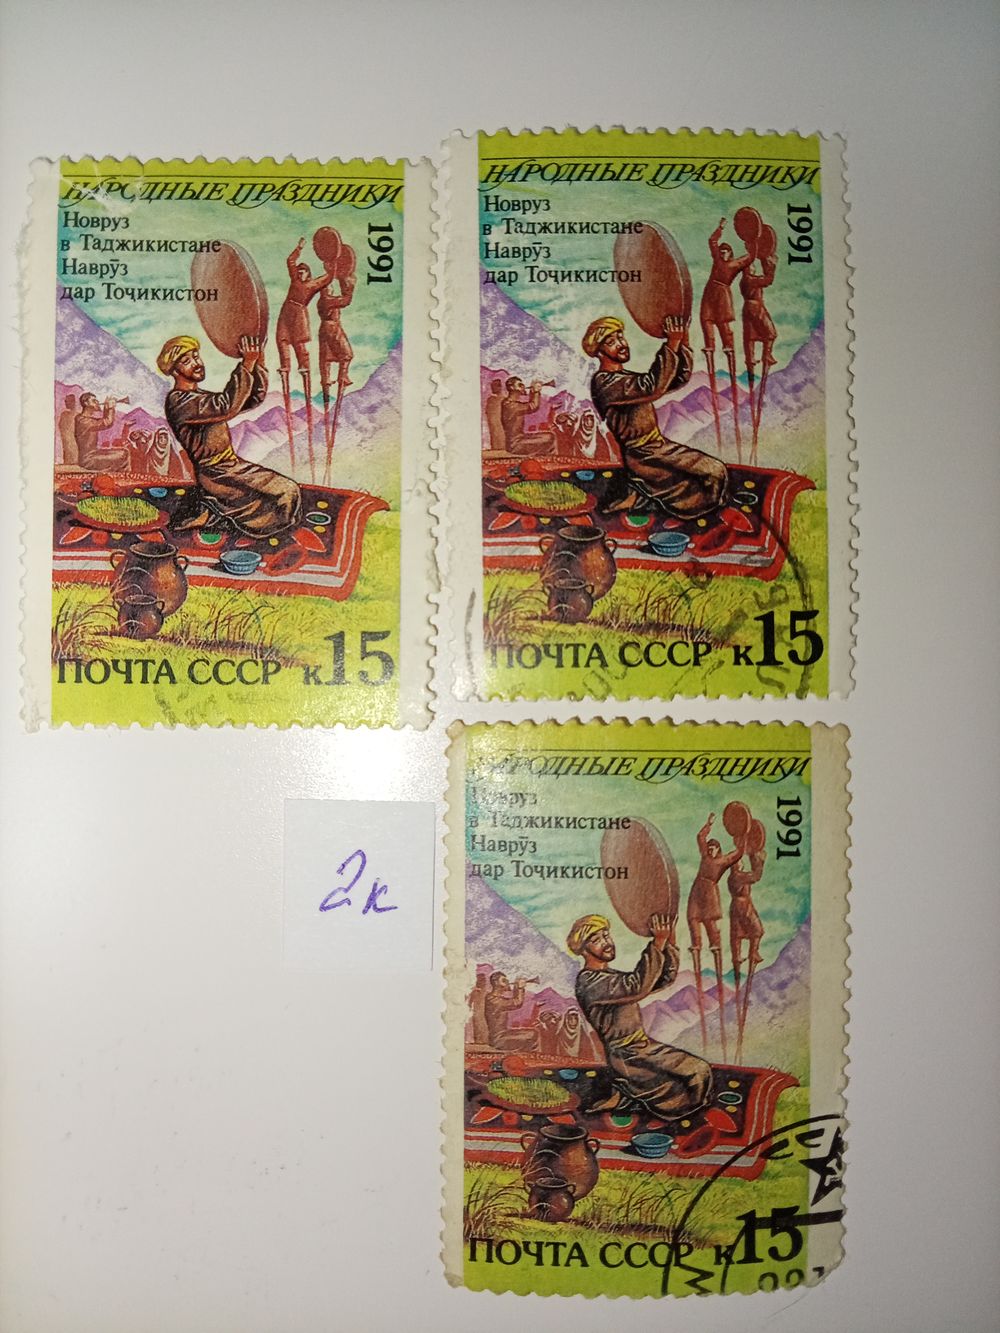 НАРОДНЫЕ ПРАЗДНИКИ
1991
Новруз
в Таджикистане
Наврӯз
дар Тоҷикистон
ПОЧТА СССР к15
НАРОДНЫЕ ПРАЗДНИКИ
1991
Новруз
в Таджикистане
Наврӯз
дар Тоҷикистон
ПОЧТА СССР к15
НАРОДНЫЕ ПРАЗДНИКИ
1991
Новруз
в Таджикистане
Наврӯз
дар Тоҷикистон
ПОЧТА СССР к15
2к